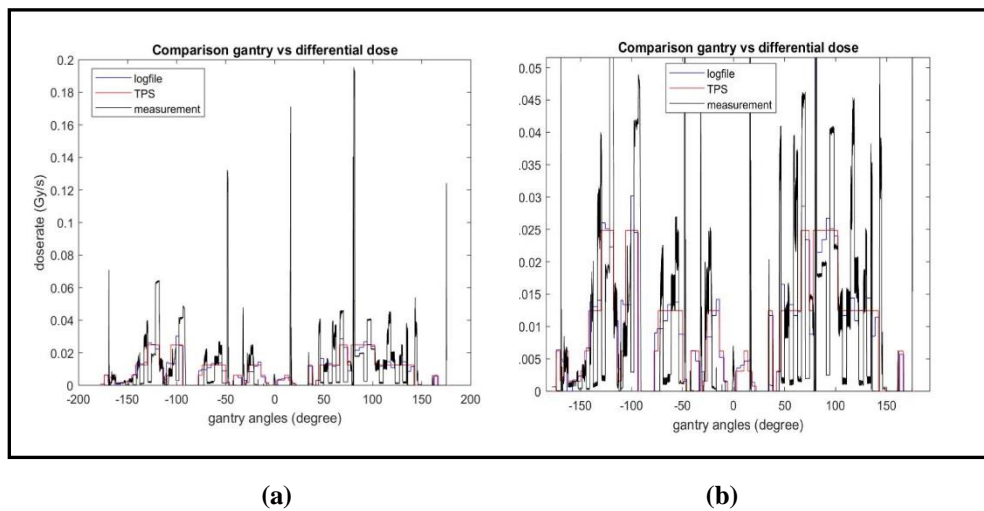 Comparison gantry vs differential dose
logfile
TPS
measurement
0.2
0.18
0.16
0.14
0.12
0.1
0.08
0.06
0.04
0.02
0
doserate (Gy/s)
-200
-150
-100
-50
0
50
100
150
200
gantry angles (degree)
(a)
Comparison gantry vs differential dose
logfile
TPS
measurement
0.05
.045
0.04
.035
0.03
.025
0.02
.015
0.01
.005
0
-150
-100
-50
0
50
100
150
gantry angles (degree)
(b)